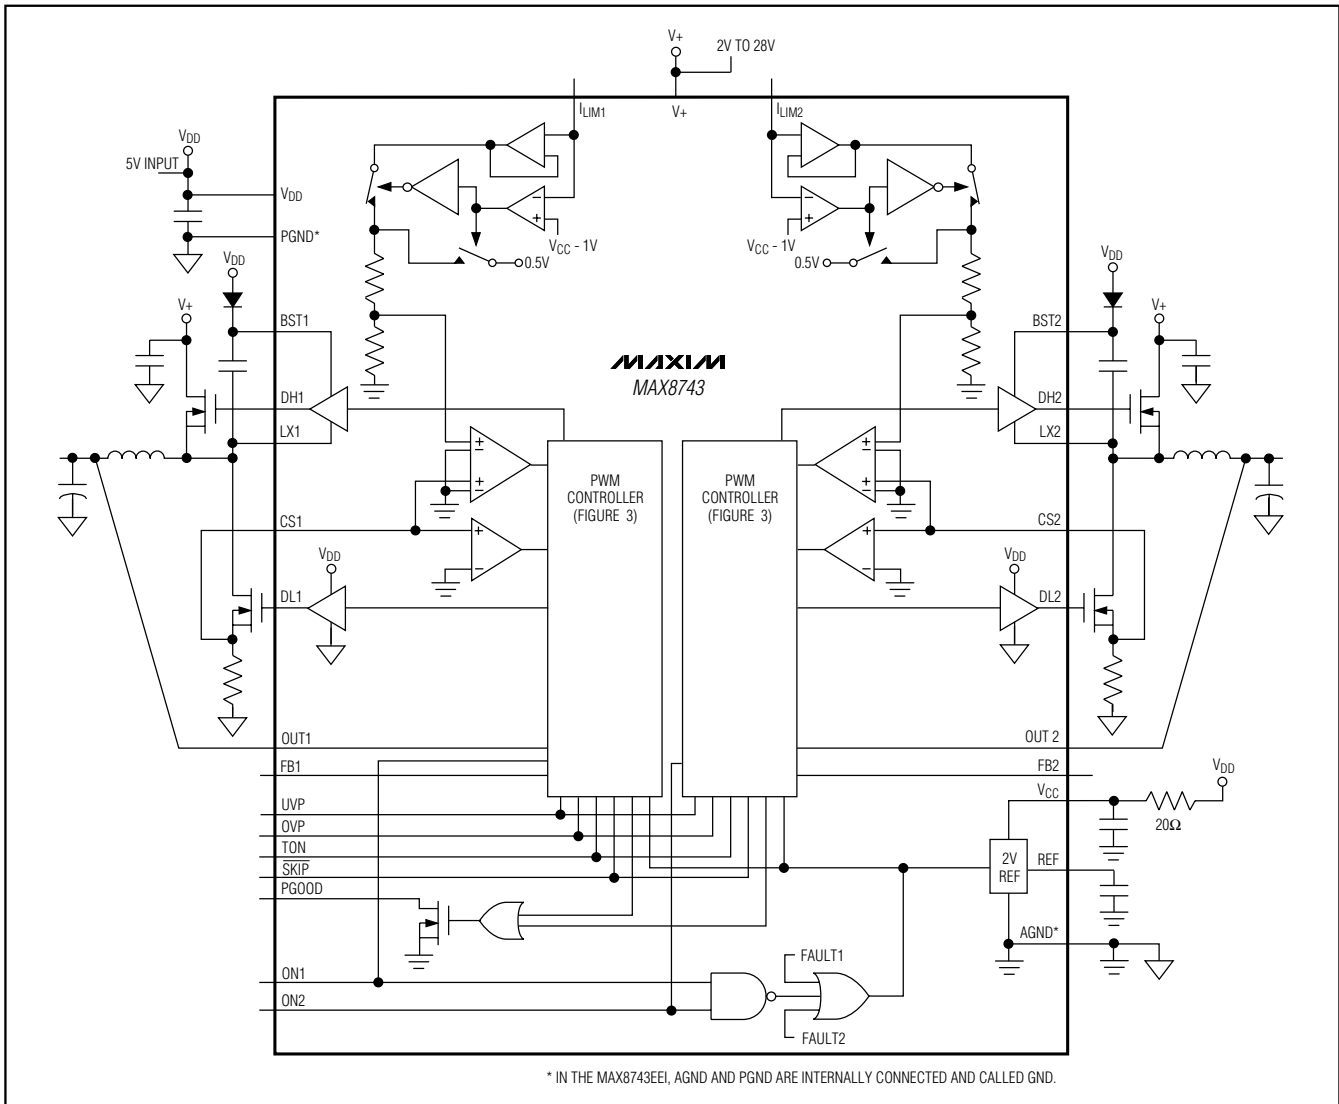 V+
2V TO 28V
V+
ILIM1
ILIM2
VDD
5V INPUT
VDD
PGND*
VCC - 1V
0.5V
VCC - 1V
0.5V
VDD
V+
BST1
DH1
LX1
VDD
V+
BST2
DH2
LX2
MAXIM
MAX8743
+
−
+
−
+
−
PWM
CONTROLLER
(FIGURE 3)
PWM
CONTROLLER
(FIGURE 3)
+
−
+
−
+
−
CS1
CS2
VDD
DL1
VDD
DL2
OUT1
OUT 2
FB1
FB2
UVP
OVP
TON
SKIP
PGOOD
VCC
VDD
20Ω
2V
REF
REF
AGND*
ON1
ON2
FAULT1
FAULT2
* IN THE MAX8743EEI, AGND AND PGND ARE INTERNALLY CONNECTED AND CALLED GND.